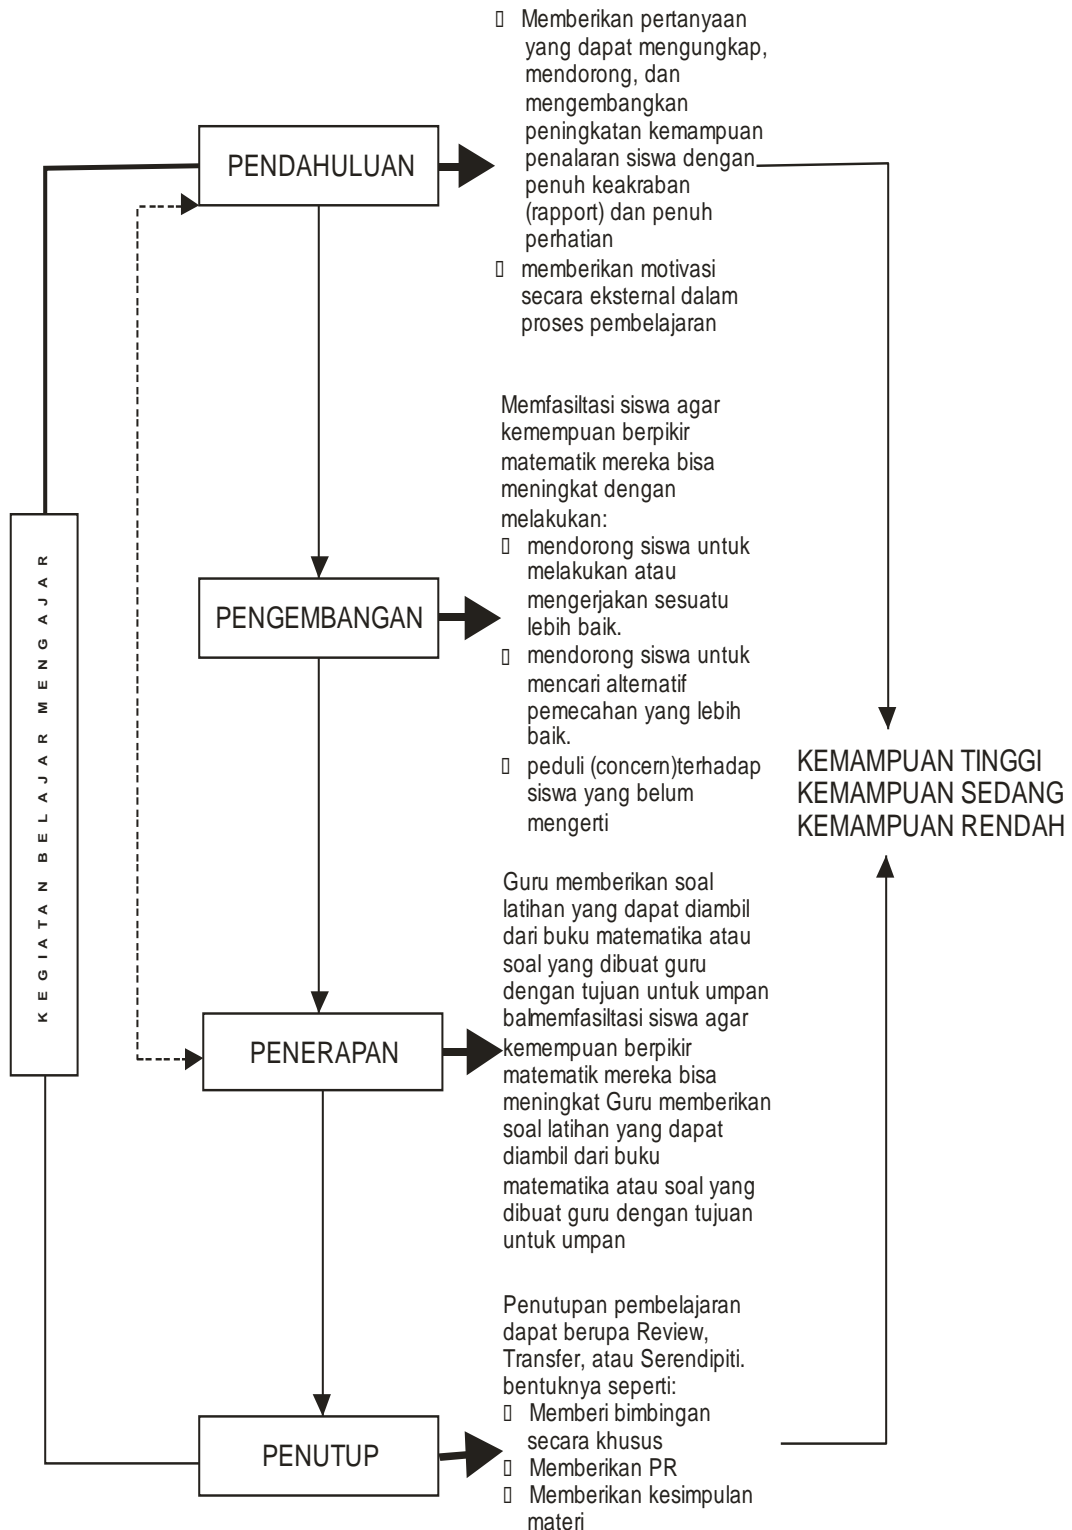 Memberikan pertanyaan
yang dapat mengungkap,
mendorong, dan
mengembangkan
peningkatan kemampuan
penalaran siswa dengan
penuh keakraban
(rapport) dan penuh
perhatian
memberikan motivasi
secara eksternal dalam
proses pembelajaran
PENDAHULUAN
Memfasiltasi siswa agar
kemempuan berpikir
matematik mereka bisa
meningkat dengan
melakukan:
mendorong siswa untuk
melakukan atau
mengerjakan sesuatu
lebih baik.
mendorong siswa untuk
mencari alternatif
pemecahan yang lebih
baik.
peduli (concern)terhadap
siswa yang belum
mengerti
PENGEMBANGAN
KEGIATAN BELAJAR MENGAJAR
KEMAMPUAN TINGGI
KEMAMPUAN SEDANG
KEMAMPUAN RENDAH
Guru memberikan soal
latihan yang dapat diambil
dari buku matematika atau
soal yang dibuat guru
dengan tujuan untuk umpan
balmemfasiltasi siswa agar
kemempuan berpikir
matematik mereka bisa
meningkat Guru memberikan
soal latihan yang dapat
diambil dari buku
matematika atau soal yang
dibuat guru dengan tujuan
untuk umpan
PENERAPAN
Penutupan pembelajaran
dapat berupa Review,
Transfer, atau Serendipiti.
bentuknya seperti:
Memberi bimbingan
secara khusus
Memberikan PR
Memberikan kesimpulan
materi
PENUTUP